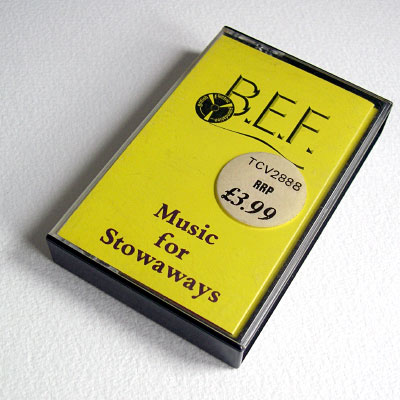 B.E.F.
TCV2888
RRP
£3.99
Music
for
Stowaways